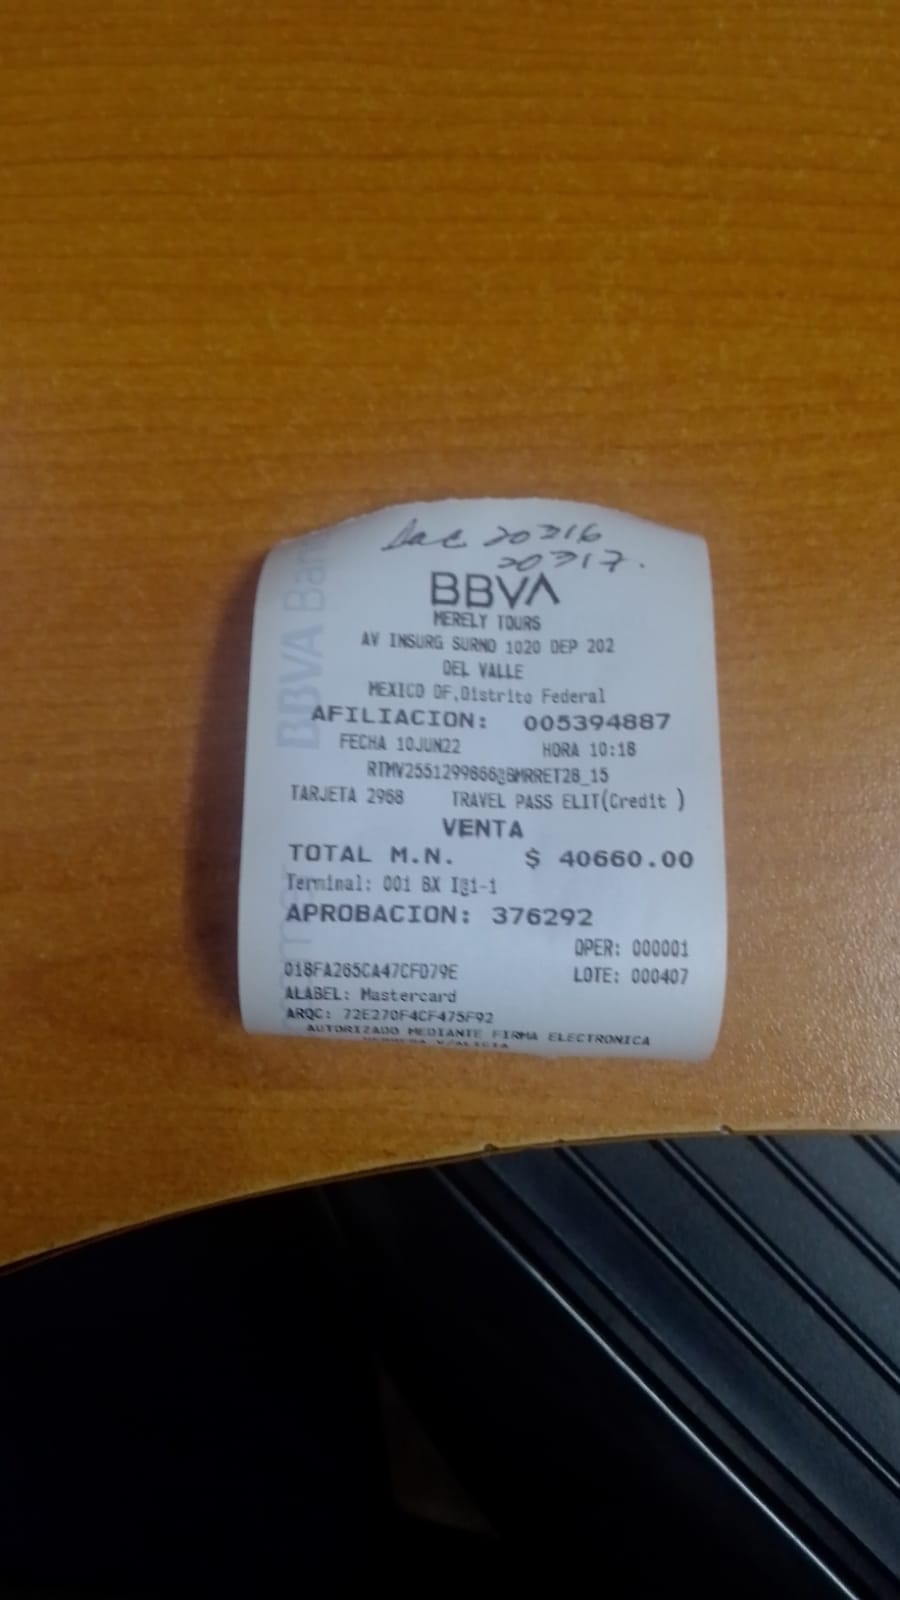 Dac 20316
20317.
BBVA
MERELY TOURS
AV INSURG SURNO 1020 DEP 202
DEL VALLE
MEXICO DF,Distrito Federal
AFILIACION: 005394887
FECHA 10JUN22 HORA 10:18
RTMV2551299866@BMRRET28_15
TARJETA 2968 TRAVEL PASS ELIT(Credit )
VENTA
TOTAL M.N. $ 40660.00
Terminal: 001 BX I@1-1
APROBACION: 376292
OPER: 000001
018FA265CA47CFD79E LOTE: 000407
ALABEL: Mastercard
ARQC: 72E270F4CF475F92
AUTORIZADO MEDIANTE FIRMA ELECTRONICA
BBVA